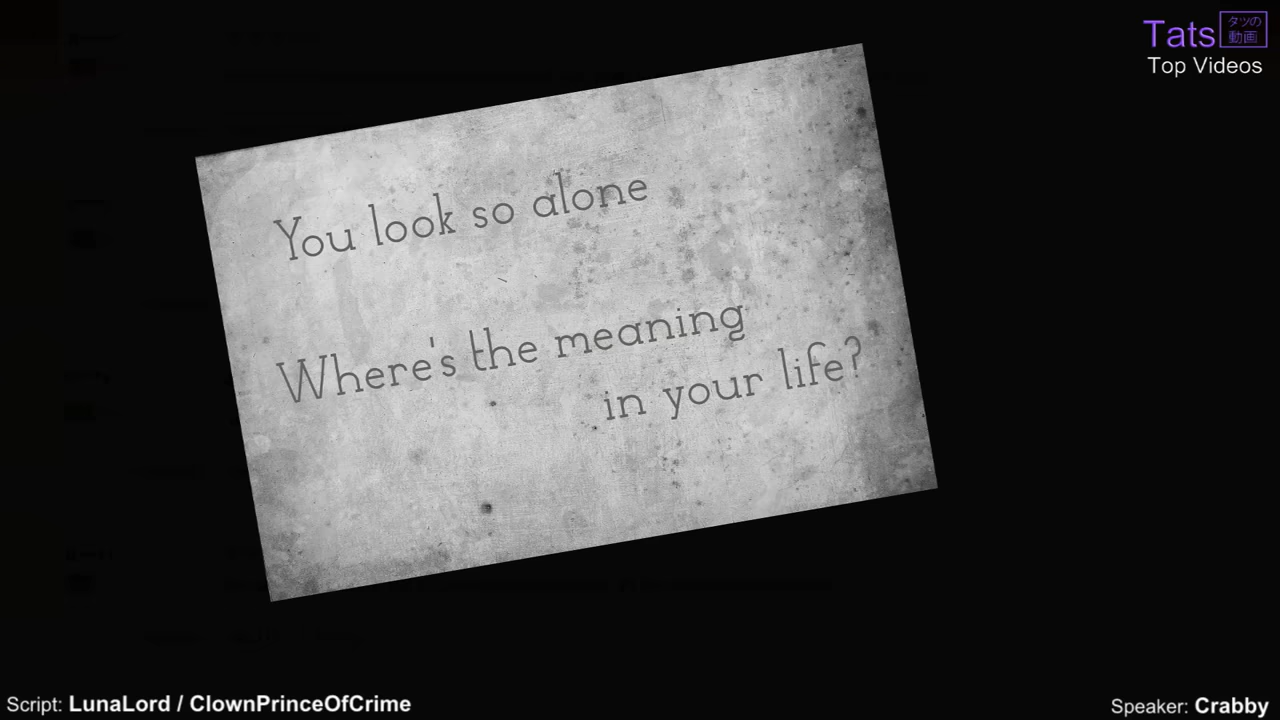 Tats タツの
動画
Top Videos
You look so alone
Where's the meaning
in your life?
Script: LunaLord / ClownPrinceOfCrime
Speaker: Crabby